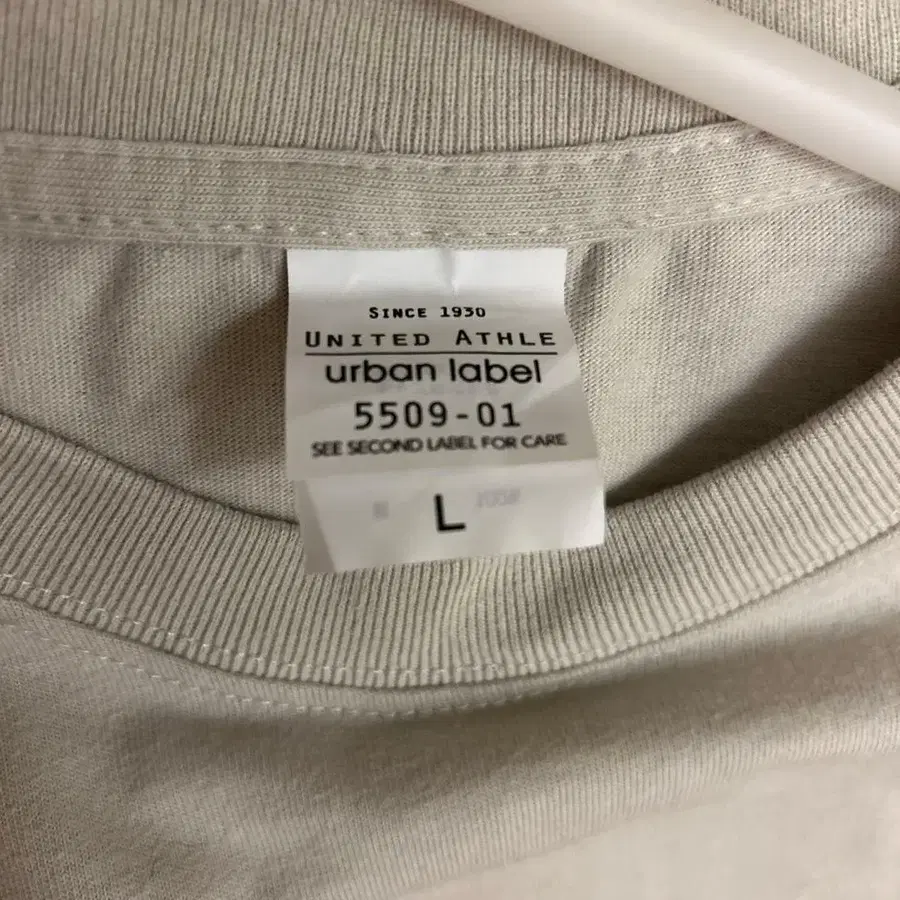 SINCE 1930
UNITED ATHLE
urban label
5509-01
SEE SECOND LABEL FOR CARE
L